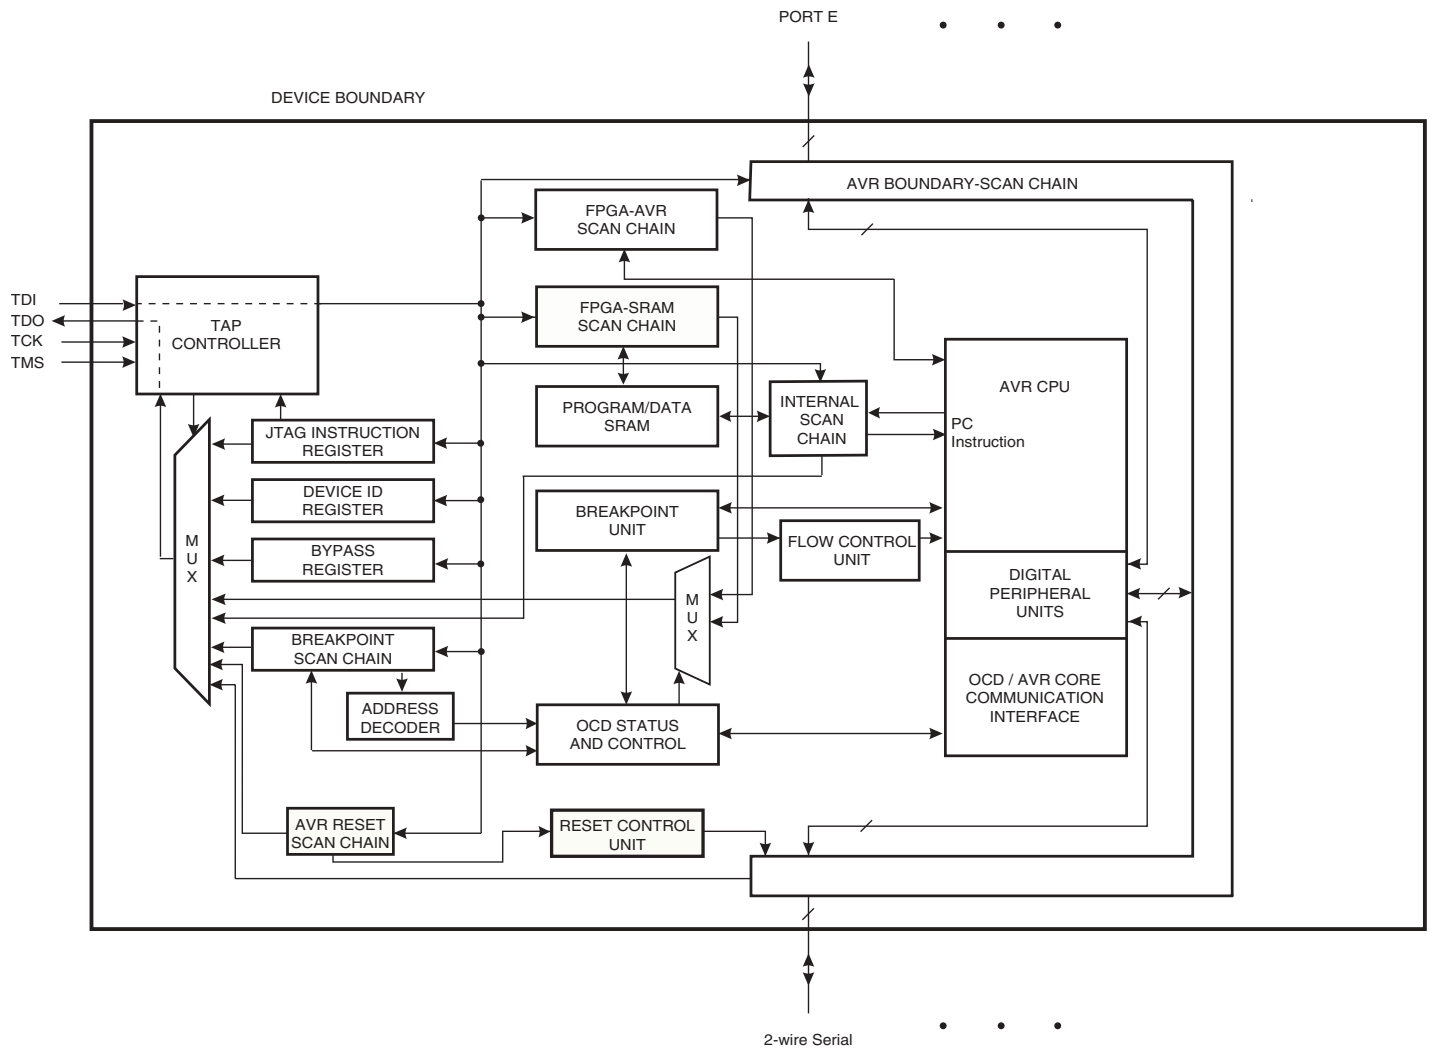 PORT E
DEVICE BOUNDARY
AVR BOUNDARY-SCAN CHAIN
FPGA-AVR
SCAN CHAIN
TDI
TDO
TCK
TMS
TAP
CONTROLLER
FPGA-SRAM
SCAN CHAIN
PROGRAM/DATA
SRAM
INTERNAL
SCAN
CHAIN
AVR CPU
PC
Instruction
JTAG INSTRUCTION
REGISTER
DEVICE ID
REGISTER
BYPASS
REGISTER
M
U
X
BREAKPOINT
UNIT
FLOW CONTROL
UNIT
DIGITAL
PERIPHERAL
UNITS
M
U
X
BREAKPOINT
SCAN CHAIN
ADDRESS
DECODER
OCD STATUS
AND CONTROL
OCD / AVR CORE
COMMUNICATION
INTERFACE
AVR RESET
SCAN CHAIN
RESET CONTROL
UNIT
2-wire Serial